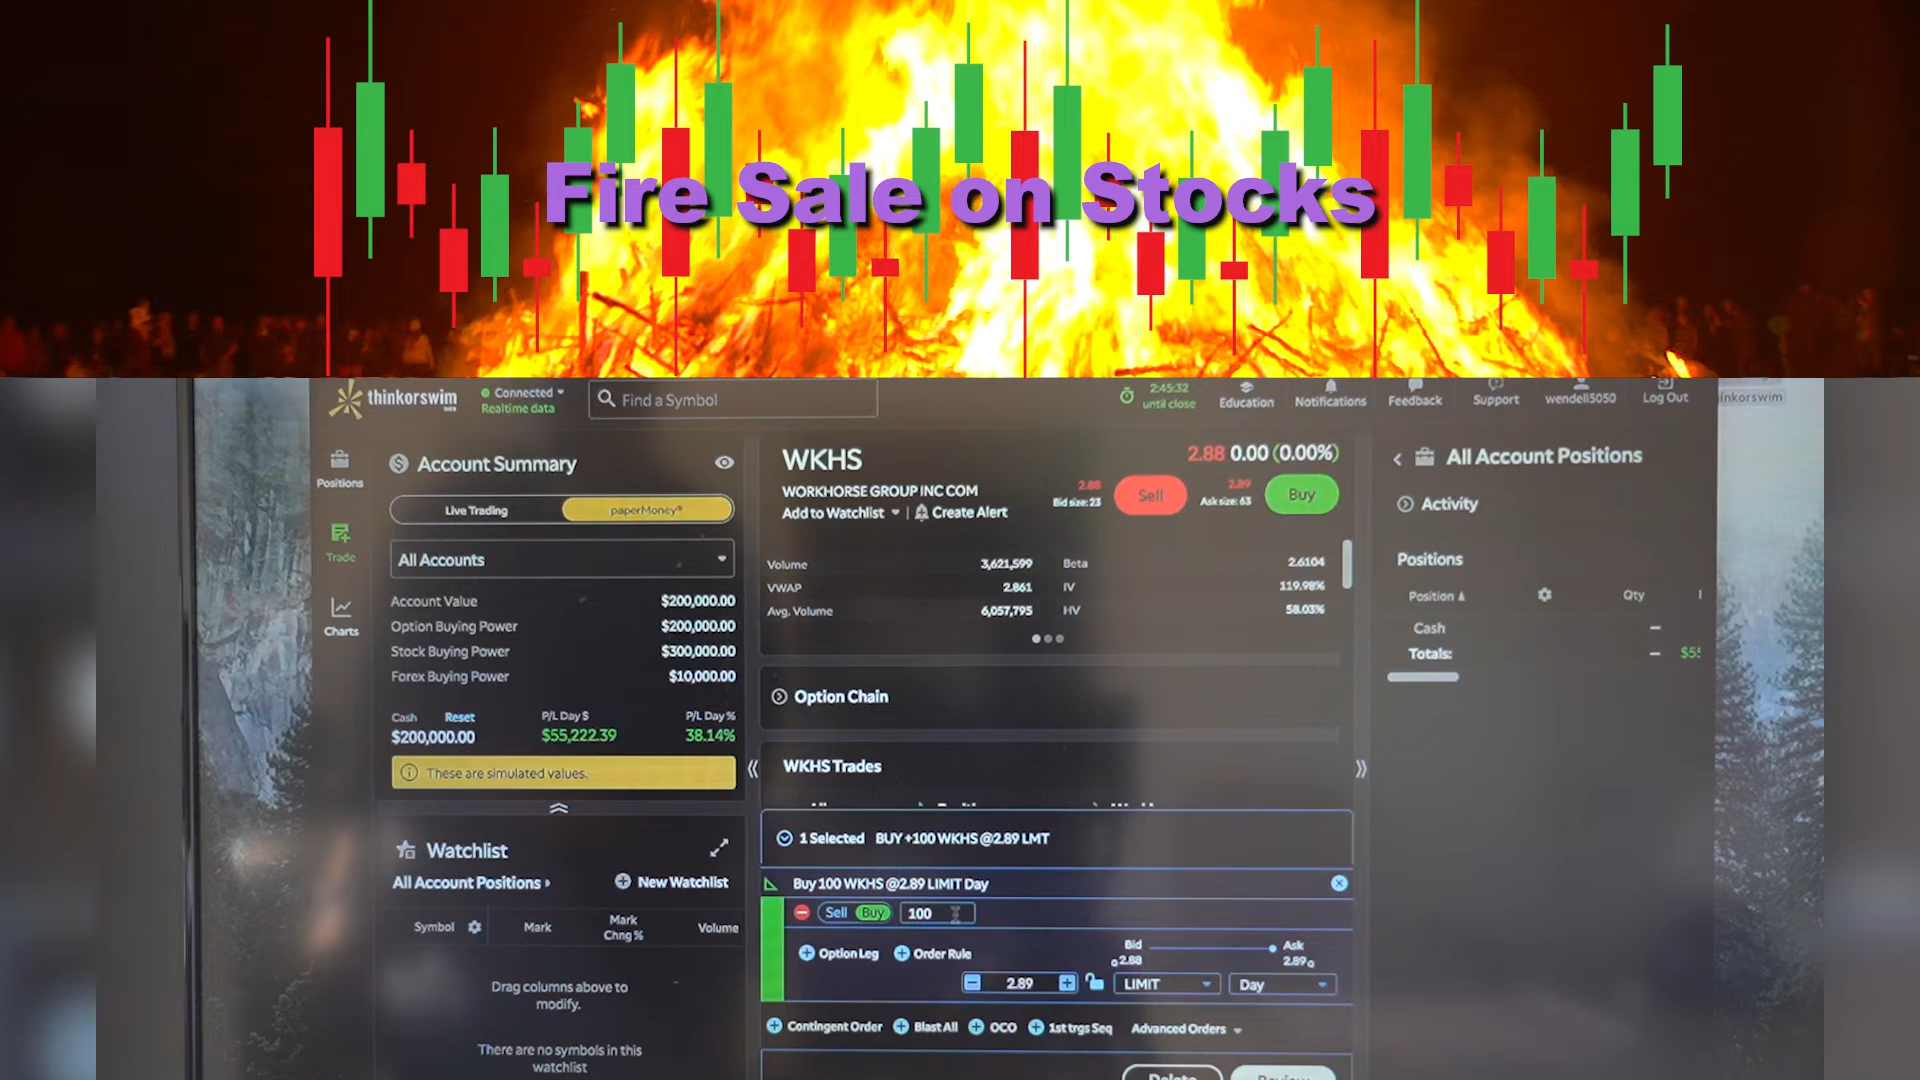 Fire Sale on Stocks
thinkorswim
WEB
Connected
Realtime data
Find a Symbol
2:45:32
until close
Education
Notifications
Feedback
Support
wendell5050
Log Out
inkorswim
Positions
Trade
Charts
Account Summary
Live Trading
paperMoney®
All Accounts
Account Value $200,000.00
Option Buying Power $200,000.00
Stock Buying Power $300,000.00
Forex Buying Power $10,000.00
Cash Reset P/L Day $ P/L Day %
$200,000.00 $55,222.39 38.14%
These are simulated values.
Watchlist
All Account Positions
New Watchlist
Symbol Mark Mark Chng % Volume
Drag columns above to
modify.
There are no symbols in this
watchlist
WKHS
2.88 0.00 (0.00%)
WORKHORSE GROUP INC COM
Add to Watchlist | Create Alert
2.88
Bid size: 23
Sell
2.89
Ask size: 63
Buy
Volume 3,621,599 Beta 2.6104
VWAP 2.861 IV 119.98%
Avg. Volume 6,057,795 HV 58.03%
Option Chain
WKHS Trades
1 Selected BUY +100 WKHS @2.89 LMT
Buy 100 WKHS @2.89 LIMIT Day
Sell Buy 100
Option Leg Order Rule
Bid Ask
Q 2.88 2.89 Q
2.89 LIMIT Day
Contingent Order Blast All OCO 1st trgs Seq Advanced Orders
Delete Review
All Account Positions
Activity
Positions
Position Qty
Cash –
Totals: – $55